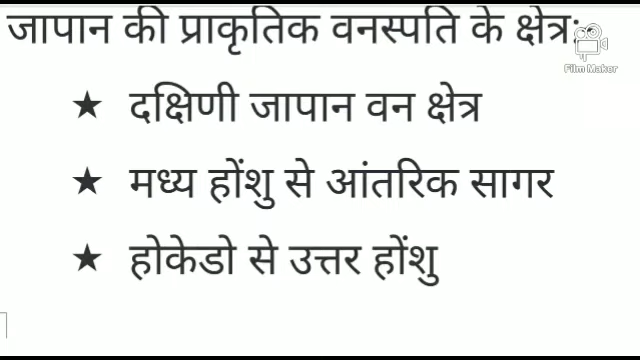 जापान की प्राकृतिक वनस्पति के क्षेत्र:-
Film Maker
★ दक्षिणी जापान वन क्षेत्र
★ मध्य होंशु से आंतरिक सागर
★ होकेडो से उत्तर होंशु